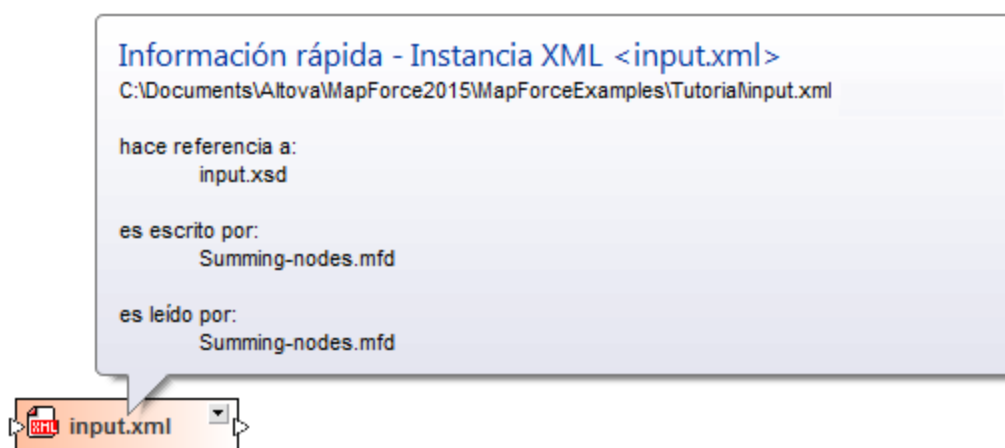 Información rápida - Instancia XML <input.xml>
C:\Documents\Altova\MapForce2015\MapForceExamples\Tutorial\input.xml
hace referencia a:
input.xsd
es escrito por:
Summing-nodes.mfd
es leído por:
Summing-nodes.mfd
XML input.xml